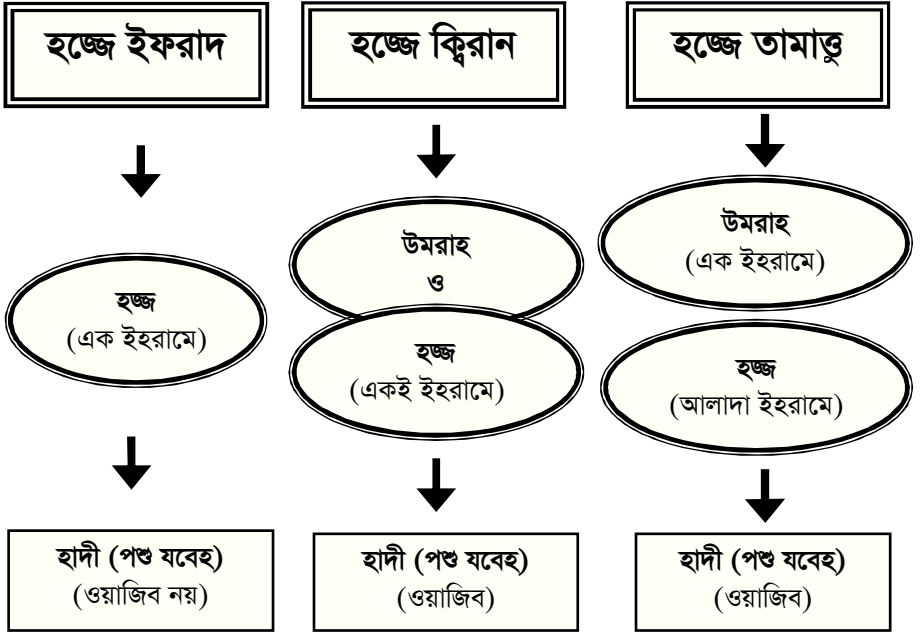 হজ্জে ইফরাদ
হজ্জ
(এক ইহরামে)
হাদী (পশু যবেহ)
(ওয়াজিব নয়)
হজ্জে ক্বিরান
উমরাহ
ও
হজ্জ
(একই ইহরামে)
হাদী (পশু যবেহ)
(ওয়াজিব)
হজ্জে তামাত্তু
উমরাহ
(এক ইহরামে)
হজ্জ
(আলাদা ইহরামে)
হাদী (পশু যবেহ)
(ওয়াজিব)